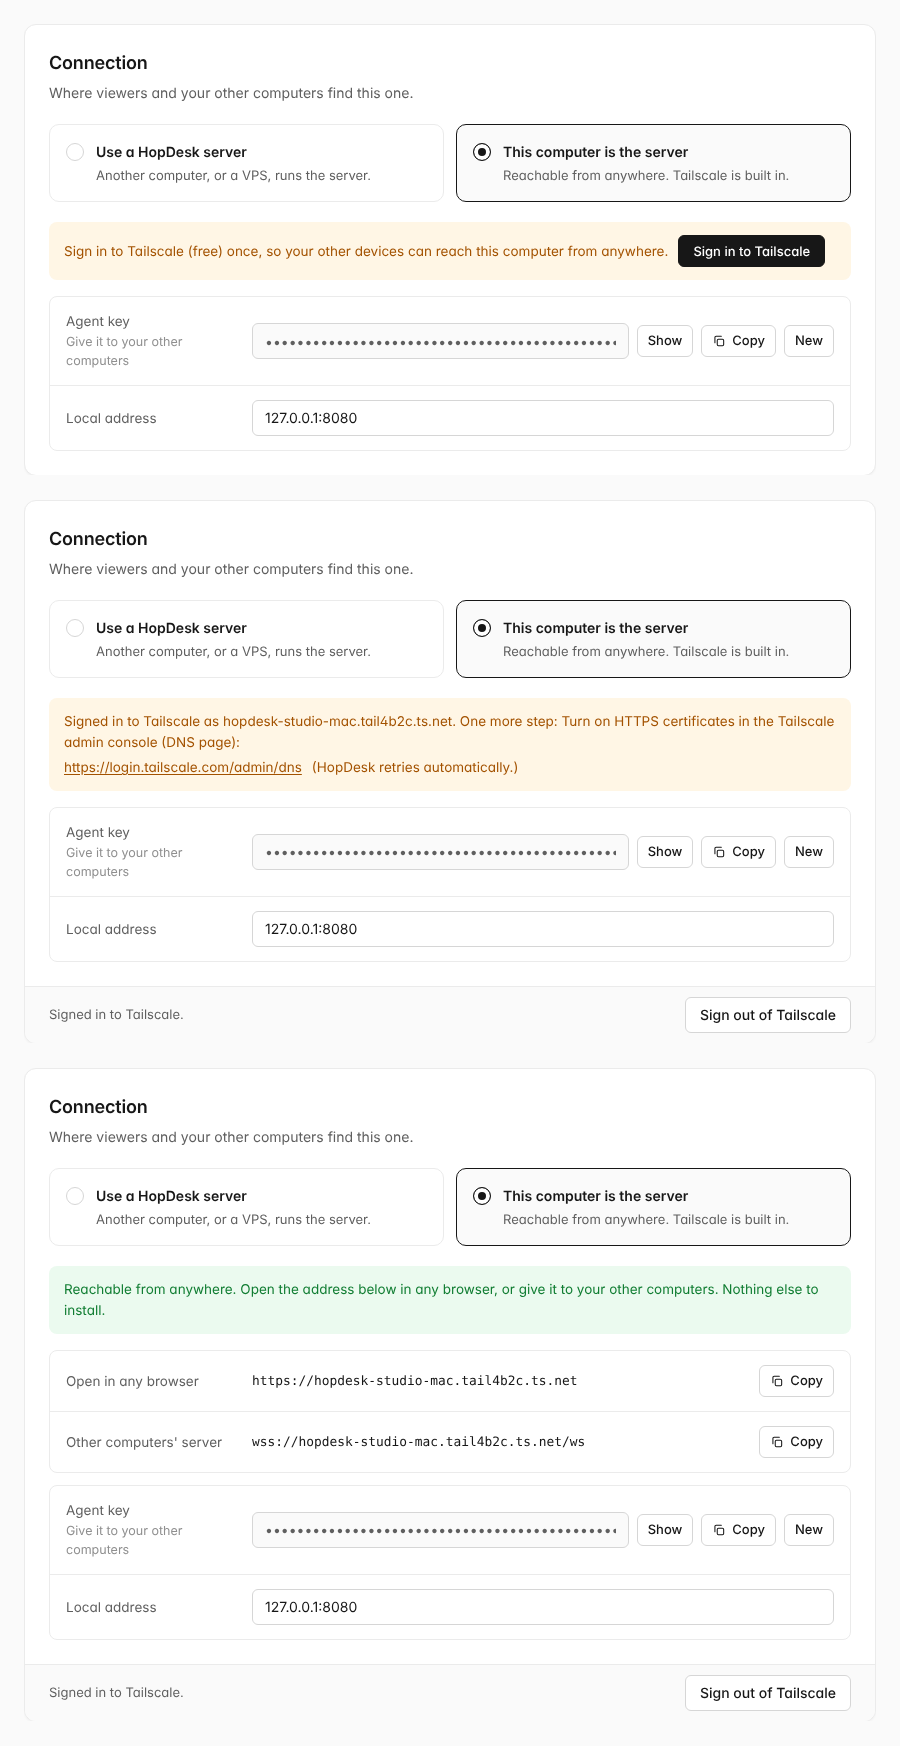 Connection
Where viewers and your other computers find this one.
Use a HopDesk server
Another computer, or a VPS, runs the server.
This computer is the server
Reachable from anywhere. Tailscale is built in.
Sign in to Tailscale (free) once, so your other devices can reach this computer from anywhere.
Sign in to Tailscale
Agent key
Give it to your other
computers
Show
Copy
New
Local address
127.0.0.1:8080
Connection
Where viewers and your other computers find this one.
Use a HopDesk server
Another computer, or a VPS, runs the server.
This computer is the server
Reachable from anywhere. Tailscale is built in.
Signed in to Tailscale as hopdesk-studio-mac.tail4b2c.ts.net. One more step: Turn on HTTPS certificates in the Tailscale
admin console (DNS page):
https://login.tailscale.com/admin/dns (HopDesk retries automatically.)
Agent key
Give it to your other
computers
Show
Copy
New
Local address
127.0.0.1:8080
Signed in to Tailscale.
Sign out of Tailscale
Connection
Where viewers and your other computers find this one.
Use a HopDesk server
Another computer, or a VPS, runs the server.
This computer is the server
Reachable from anywhere. Tailscale is built in.
Reachable from anywhere. Open the address below in any browser, or give it to your other computers. Nothing else to
install.
Open in any browser
https://hopdesk-studio-mac.tail4b2c.ts.net
Copy
Other computers' server
wss://hopdesk-studio-mac.tail4b2c.ts.net/ws
Copy
Agent key
Give it to your other
computers
Show
Copy
New
Local address
127.0.0.1:8080
Signed in to Tailscale.
Sign out of Tailscale